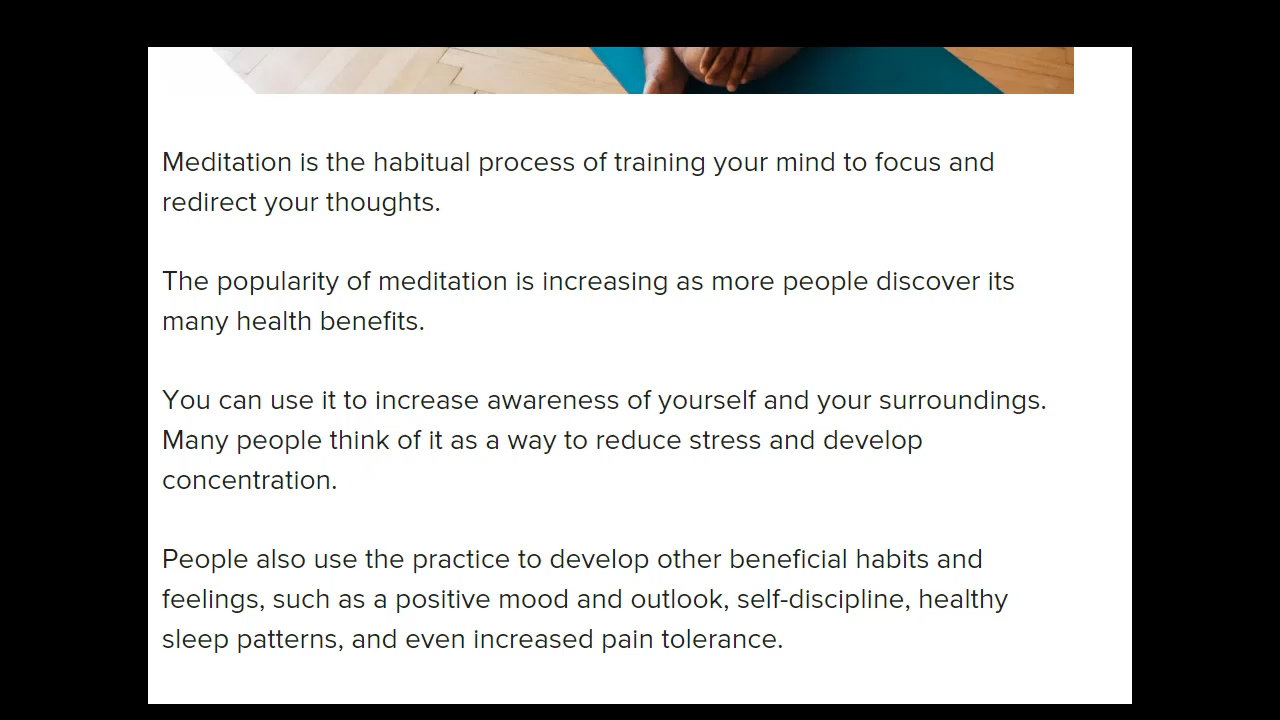 Meditation is the habitual process of training your mind to focus and
redirect your thoughts.
The popularity of meditation is increasing as more people discover its
many health benefits.
You can use it to increase awareness of yourself and your surroundings.
Many people think of it as a way to reduce stress and develop
concentration.
People also use the practice to develop other beneficial habits and
feelings, such as a positive mood and outlook, self-discipline, healthy
sleep patterns, and even increased pain tolerance.